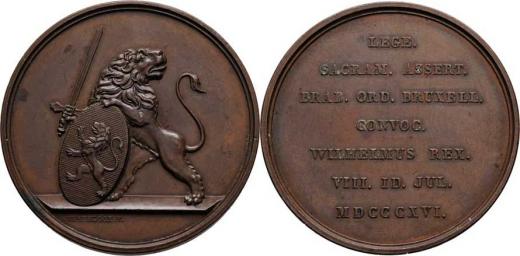 LEGE.
SACRAM. ASSERT.
BRAB. ORD. BRUXELL.
CONVOC.
WILHELMUS REX.
VIII. ID. JUL.
MDCCCXVI.